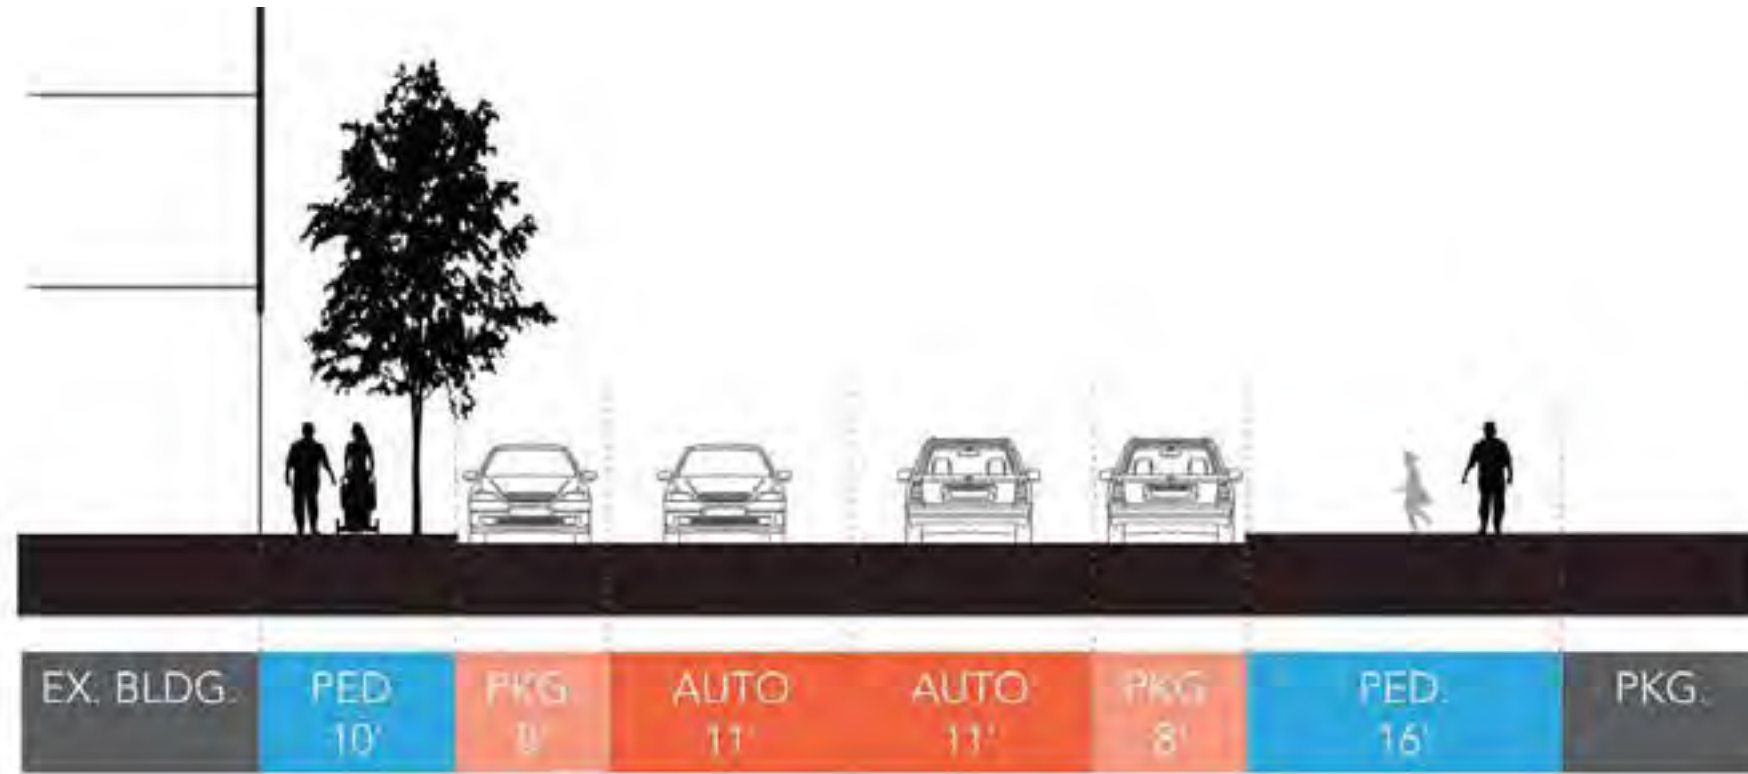 EX. BLDG.
PED
10'
PKG
8'
AUTO
11'
AUTO
11'
PKG
8'
PED.
16'
PKG.